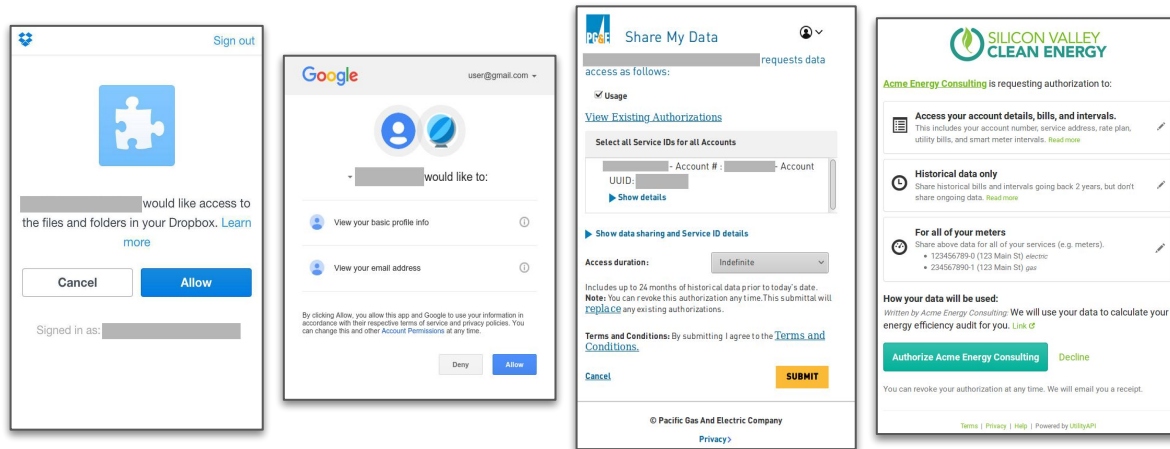 Sign out
would like access to
the files and folders in your Dropbox. Learn
more
Cancel
Allow
Signed in as:
Google
user@gmail.com
would like to:
View your basic profile info
View your email address
By clicking Allow, you allow this app and Google to use your information in
accordance with their respective terms of service and privacy policies. You
can change this and other Account Permissions at any time.
Deny
Allow
PG&E
Share My Data
requests data
access as follows:
Usage
View Existing Authorizations
Select all Service IDs for all Accounts
- Account # : - Account
UUID:
Show details
Show data sharing and Service ID details
Access duration:
Indefinite
Includes up to 24 months of historical data prior to today's date.
Note: You can revoke this authorization any time.This submittal will
replace any existing authorizations.
Terms and Conditions: By submitting I agree to the Terms and
Conditions.
Cancel
SUBMIT
© Pacific Gas And Electric Company
Privacy>
SILICON VALLEY
CLEAN ENERGY
Acme Energy Consulting is requesting authorization to:
Access your account details, bills, and intervals.
This includes your account number, service address, rate plan,
utility bills, and smart meter intervals. Read more
Historical data only
Share historical bills and intervals going back 2 years, but don't
share ongoing data. Read more
For all of your meters
Share above data for all of your services (e.g. meters).
• 123456789-0 (123 Main St) electric
• 234567890-1 (123 Main St) gas
How your data will be used:
Written by Acme Energy Consulting: We will use your data to calculate your
energy efficiency audit for you. Link
Authorize Acme Energy Consulting
Decline
You can revoke your authorization at any time. We will email you a receipt.
Terms | Privacy | Help | Powered by UtilityAPI